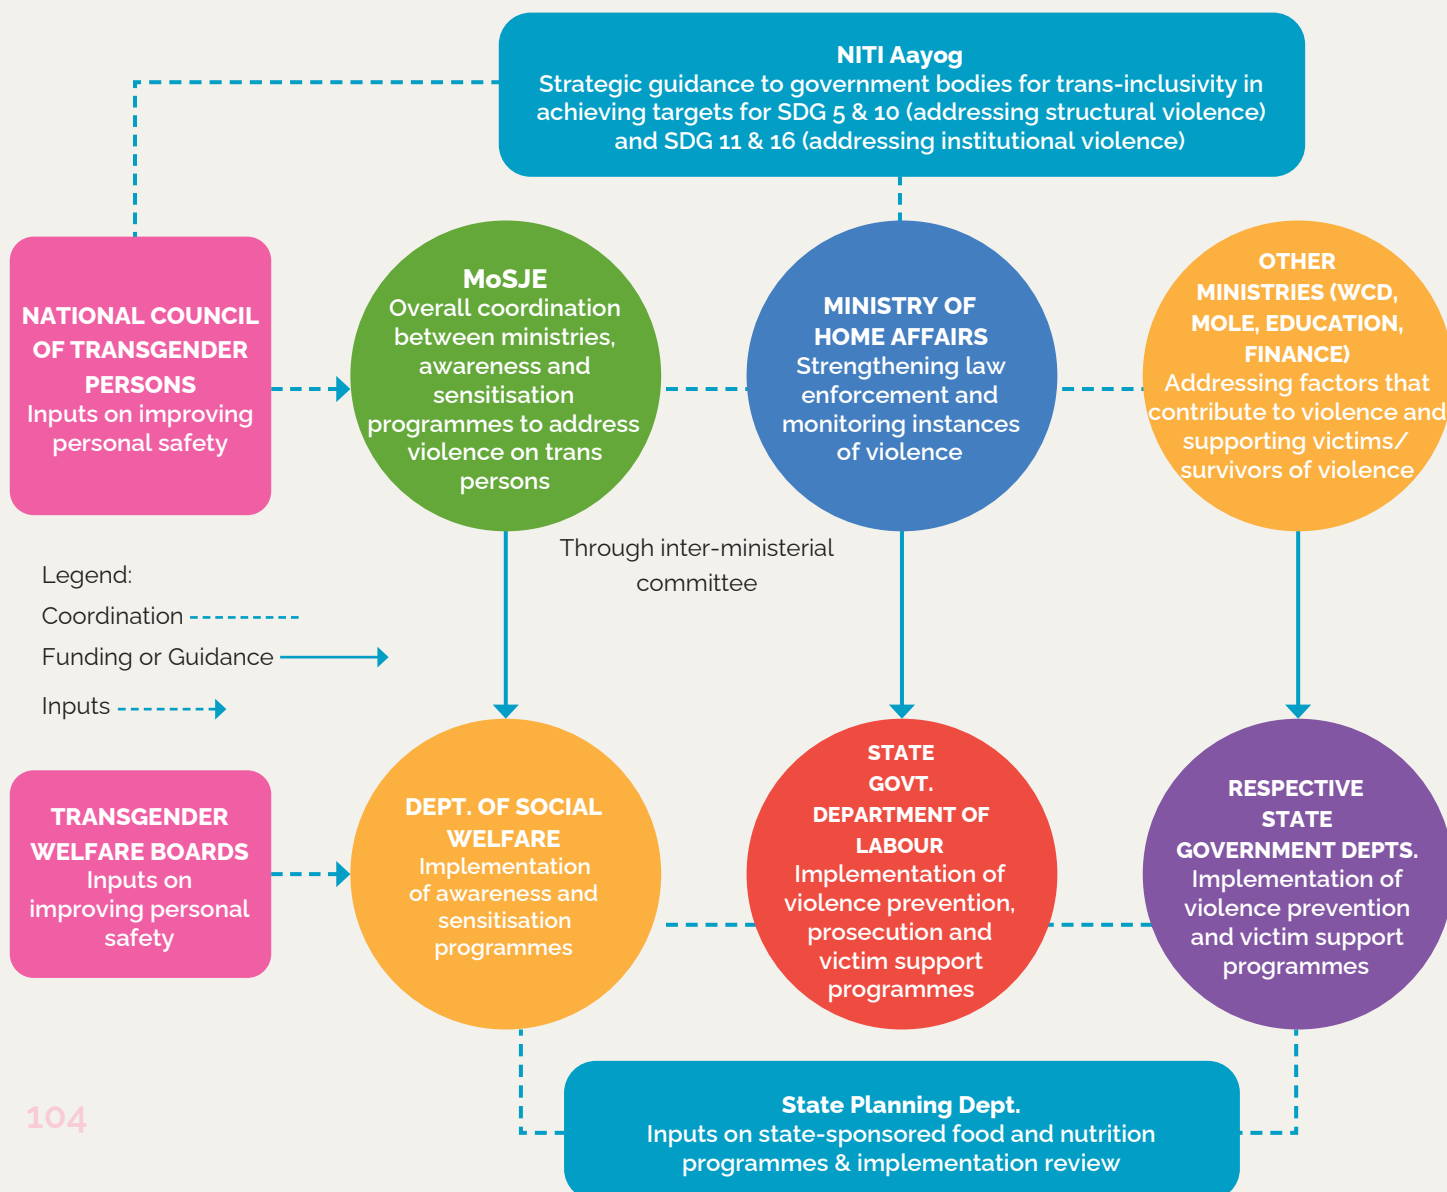 NITI Aayog
Strategic guidance to government bodies for trans-inclusivity in
achieving targets for SDG 5 & 10 (addressing structural violence)
and SDG 11 & 16 (addressing institutional violence)
NATIONAL COUNCIL
OF TRANSGENDER
PERSONS
Inputs on improving
personal safety
MoSJE
Overall coordination
between ministries,
awareness and
sensitisation
programmes to address
violence on trans
persons
MINISTRY OF
HOME AFFAIRS
Strengthening law
enforcement and
monitoring instances
of violence
OTHER
MINISTRIES (WCD,
MOLE, EDUCATION,
FINANCE)
Addressing factors that
contribute to violence and
supporting victims/
survivors of violence
Through inter-ministerial
committee
Legend:
Coordination
Funding or Guidance
Inputs
TRANSGENDER
WELFARE BOARDS
Inputs on
improving personal
safety
DEPT. OF SOCIAL
WELFARE
Implementation
of awareness and
sensitisation
programmes
STATE
GOVT.
DEPARTMENT OF
LABOUR
Implementation of
violence prevention,
prosecution and
victim support
programmes
RESPECTIVE
STATE
GOVERNMENT DEPTS.
Implementation of
violence prevention
and victim support
programmes
State Planning Dept.
Inputs on state-sponsored food and nutrition
programmes & implementation review
104